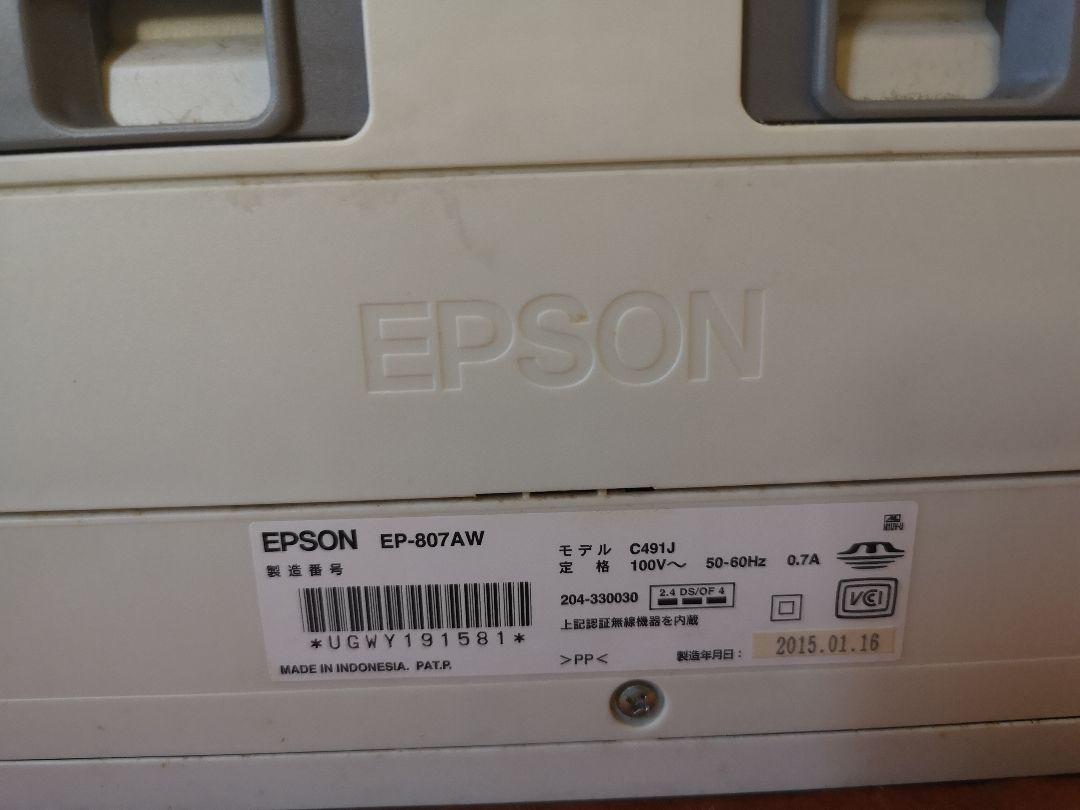 EPSON
EPSON EP-807AW
製造番号
*UGWY191581*
MADE IN INDONESIA. PAT.P.
モデル C491J
定格 100V～ 50-60Hz 0.7A
204-330030 2.4 DS/OF 4
上記認証無線機器を内蔵
>PP<
製造年月日： 2015.01.16
VCI